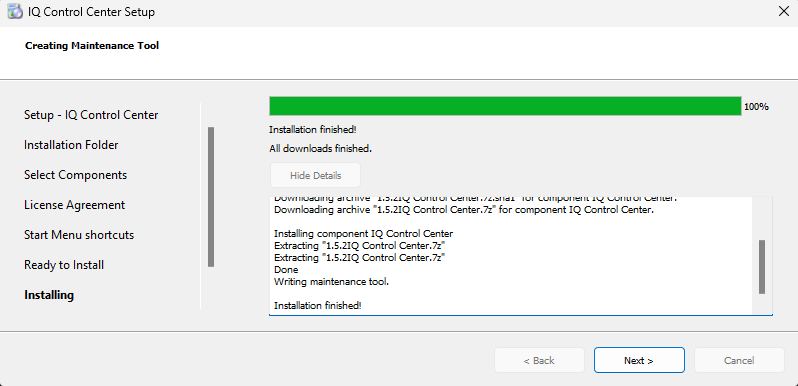 IQ Control Center Setup
Creating Maintenance Tool
Setup - IQ Control Center
Installation Folder
Select Components
License Agreement
Start Menu shortcuts
Ready to Install
Installing
100%
Installation finished!
All downloads finished.
Hide Details
Downloading archive "1.5.2IQ Control Center.7z.sha1" for component IQ Control Center.
Downloading archive "1.5.2IQ Control Center.7z" for component IQ Control Center.
Installing component IQ Control Center
Extracting "1.5.2IQ Control Center.7z"
Extracting "1.5.2IQ Control Center.7z"
Done
Writing maintenance tool.
Installation finished!
< Back
Next >
Cancel